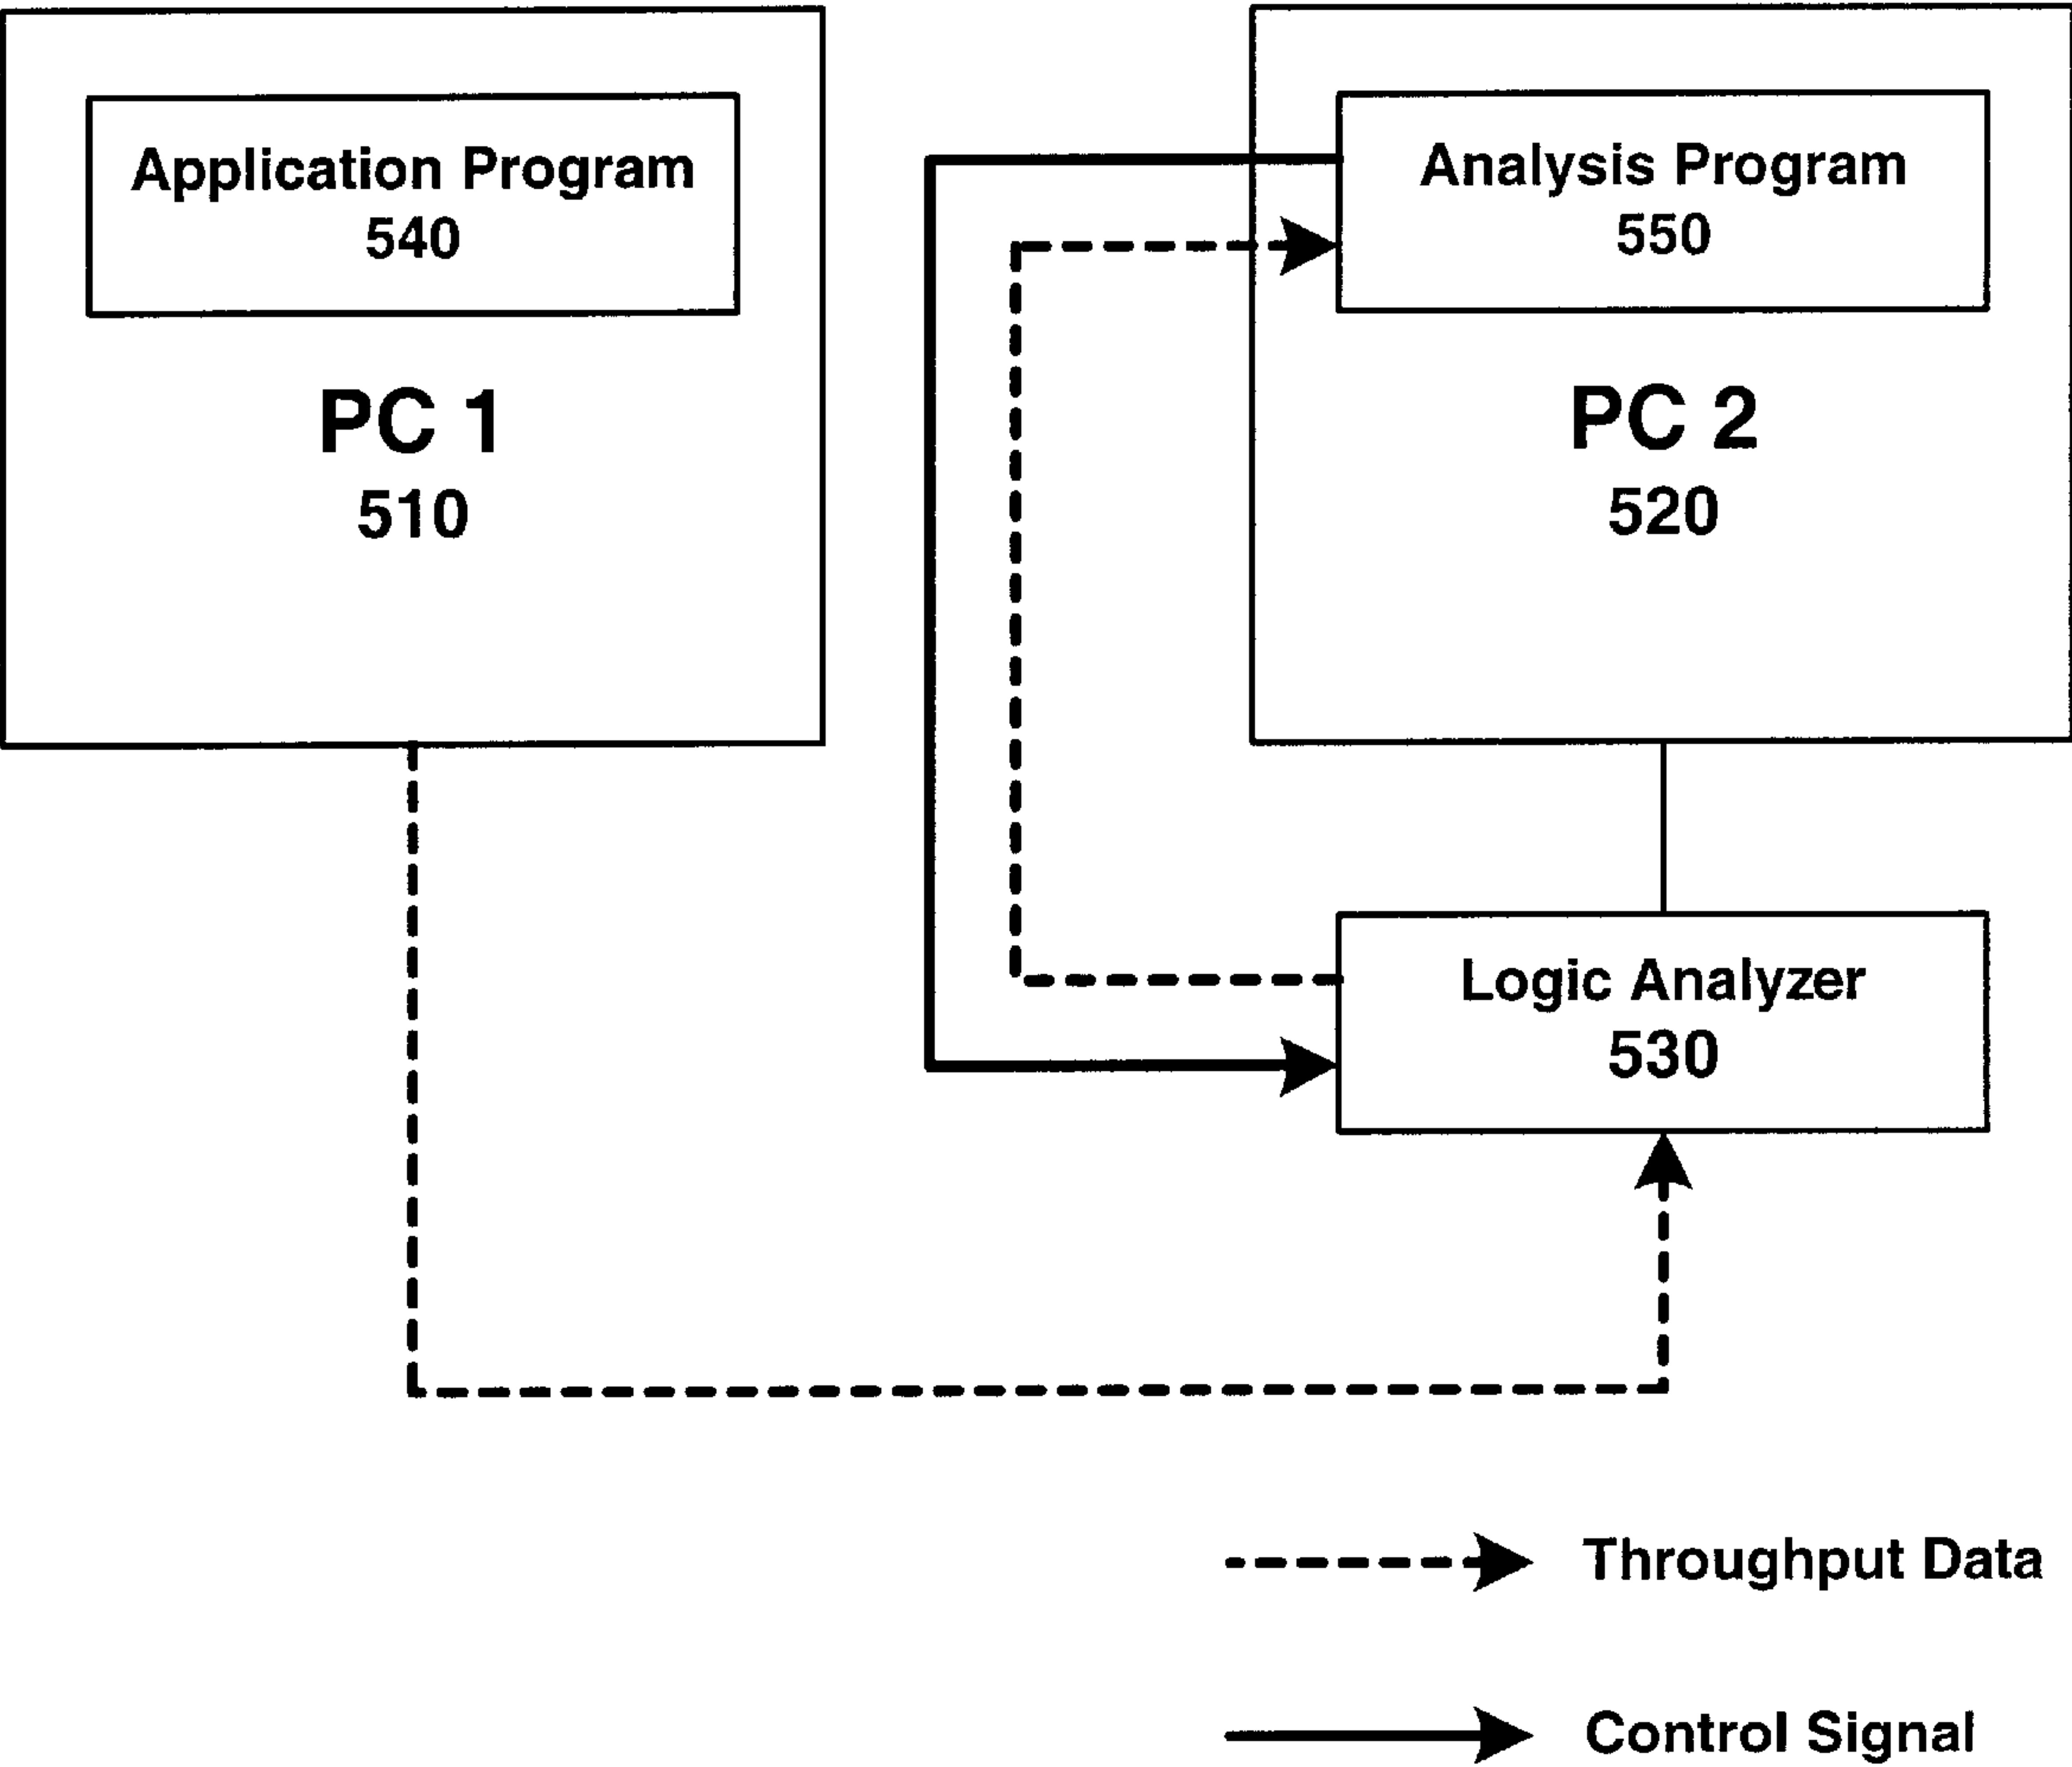 Application Program
540
PC 1
510
Analysis Program
550
PC 2
520
Logic Analyzer
530
Throughput Data
Control Signal